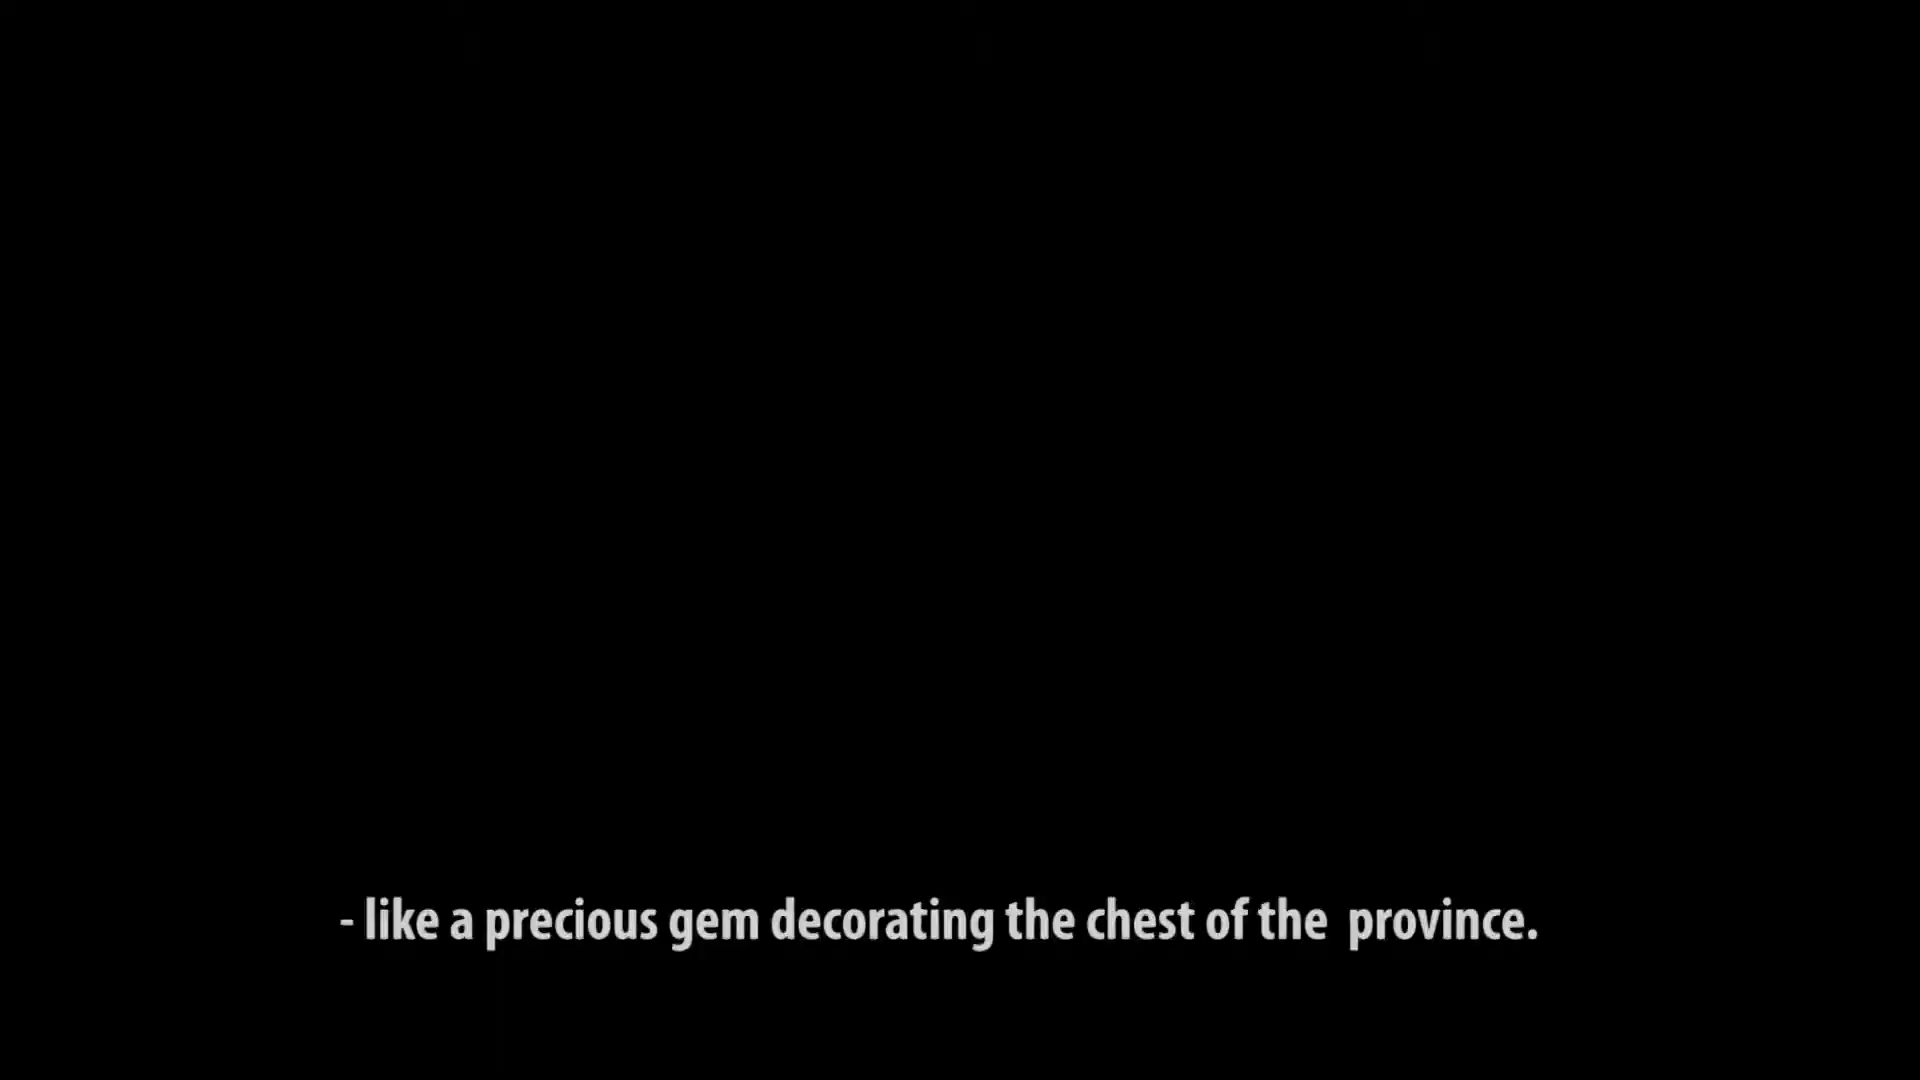 - like a precious gem decorating the chest of the  province.